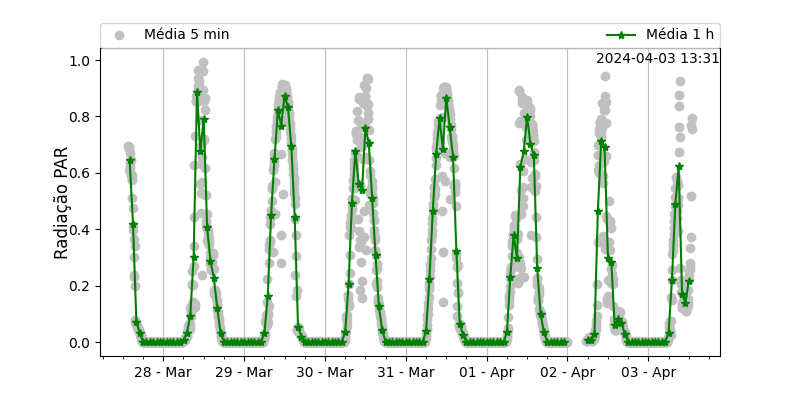 Média 5 min
Média 1 h
2024-04-03 13:31
1.0
0.8
0.6
0.4
0.2
0.0
Radiação PAR
28 - Mar
29 - Mar
30 - Mar
31 - Mar
01 - Apr
02 - Apr
03 - Apr